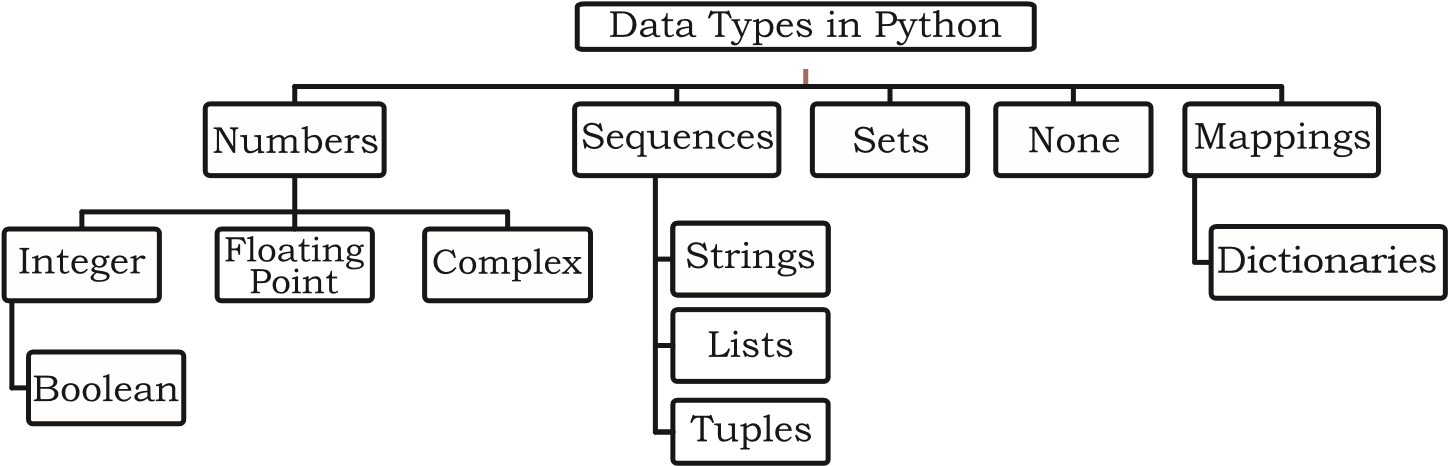 Data Types in Python
Numbers
Sequences
Sets
None
Mappings
Integer
Floating
Point
Complex
Strings
Dictionaries
Lists
Boolean
Tuples